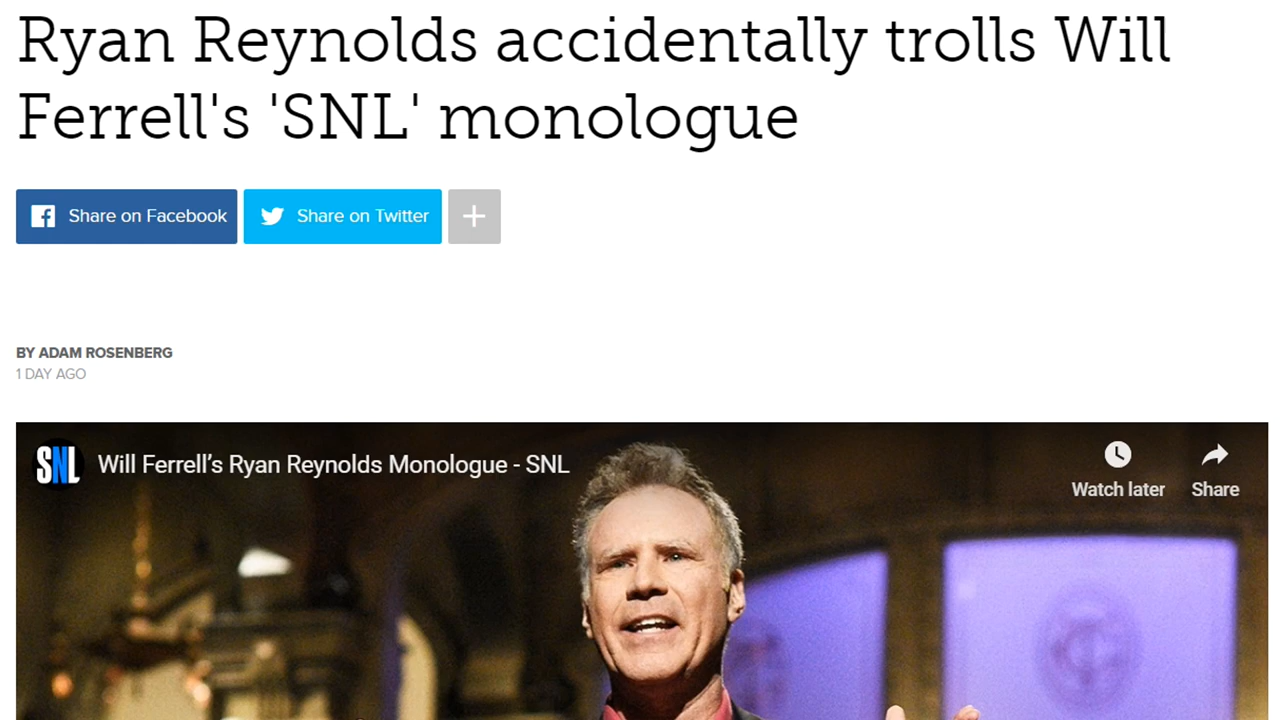 Ryan Reynolds accidentally trolls Will
Ferrell's 'SNL' monologue
Share on Facebook
Share on Twitter
BY ADAM ROSENBERG
1 DAY AGO
SNL
Will Ferrell’s Ryan Reynolds Monologue - SNL
Watch later
Share